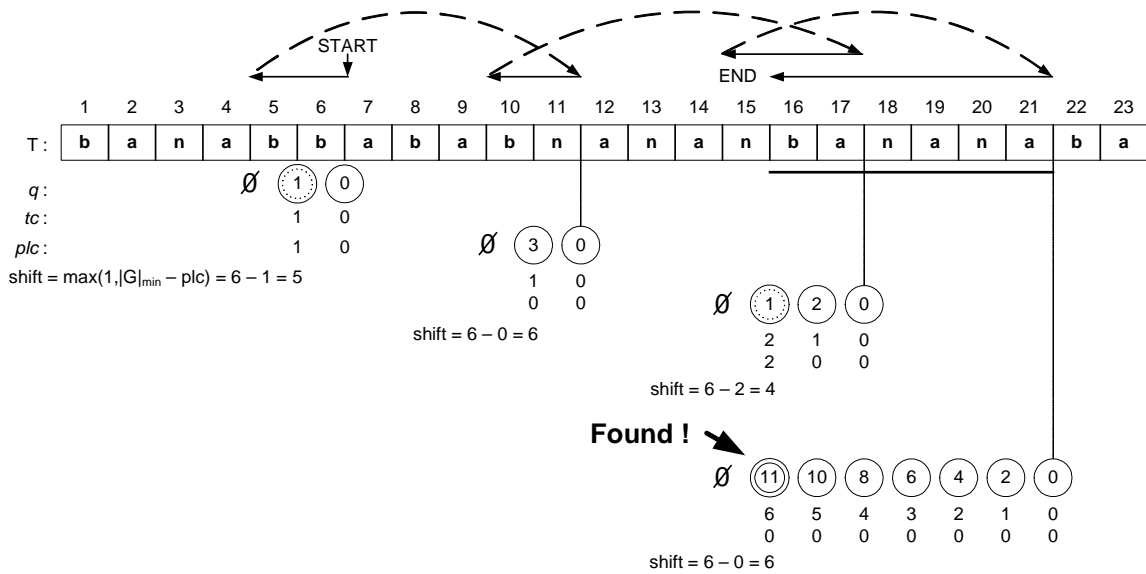 START
END
1 2 3 4 5 6 7 8 9 10 11 12 13 14 15 16 17 18 19 20 21 22 23
T : b a n a b b a b a b n a n a n b a n a n a b a
q : Ø 1 0
tc : 1 0
plc : 1 0
shift = max(1,|G|min – plc) = 6 – 1 = 5
Ø 3 0
1 0
0 0
shift = 6 – 0 = 6
Ø 1 2 0
2 1 0
2 0 0
shift = 6 – 2 = 4
Found !
Ø 11 10 8 6 4 2 0
6 5 4 3 2 1 0
0 0 0 0 0 0 0
shift = 6 – 0 = 6